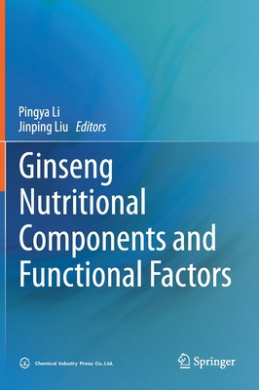 Pingya Li
Jinping Liu Editors
Ginseng
Nutritional
Components and
Functional Factors
Chemical Industry Press Co., Ltd.
Springer